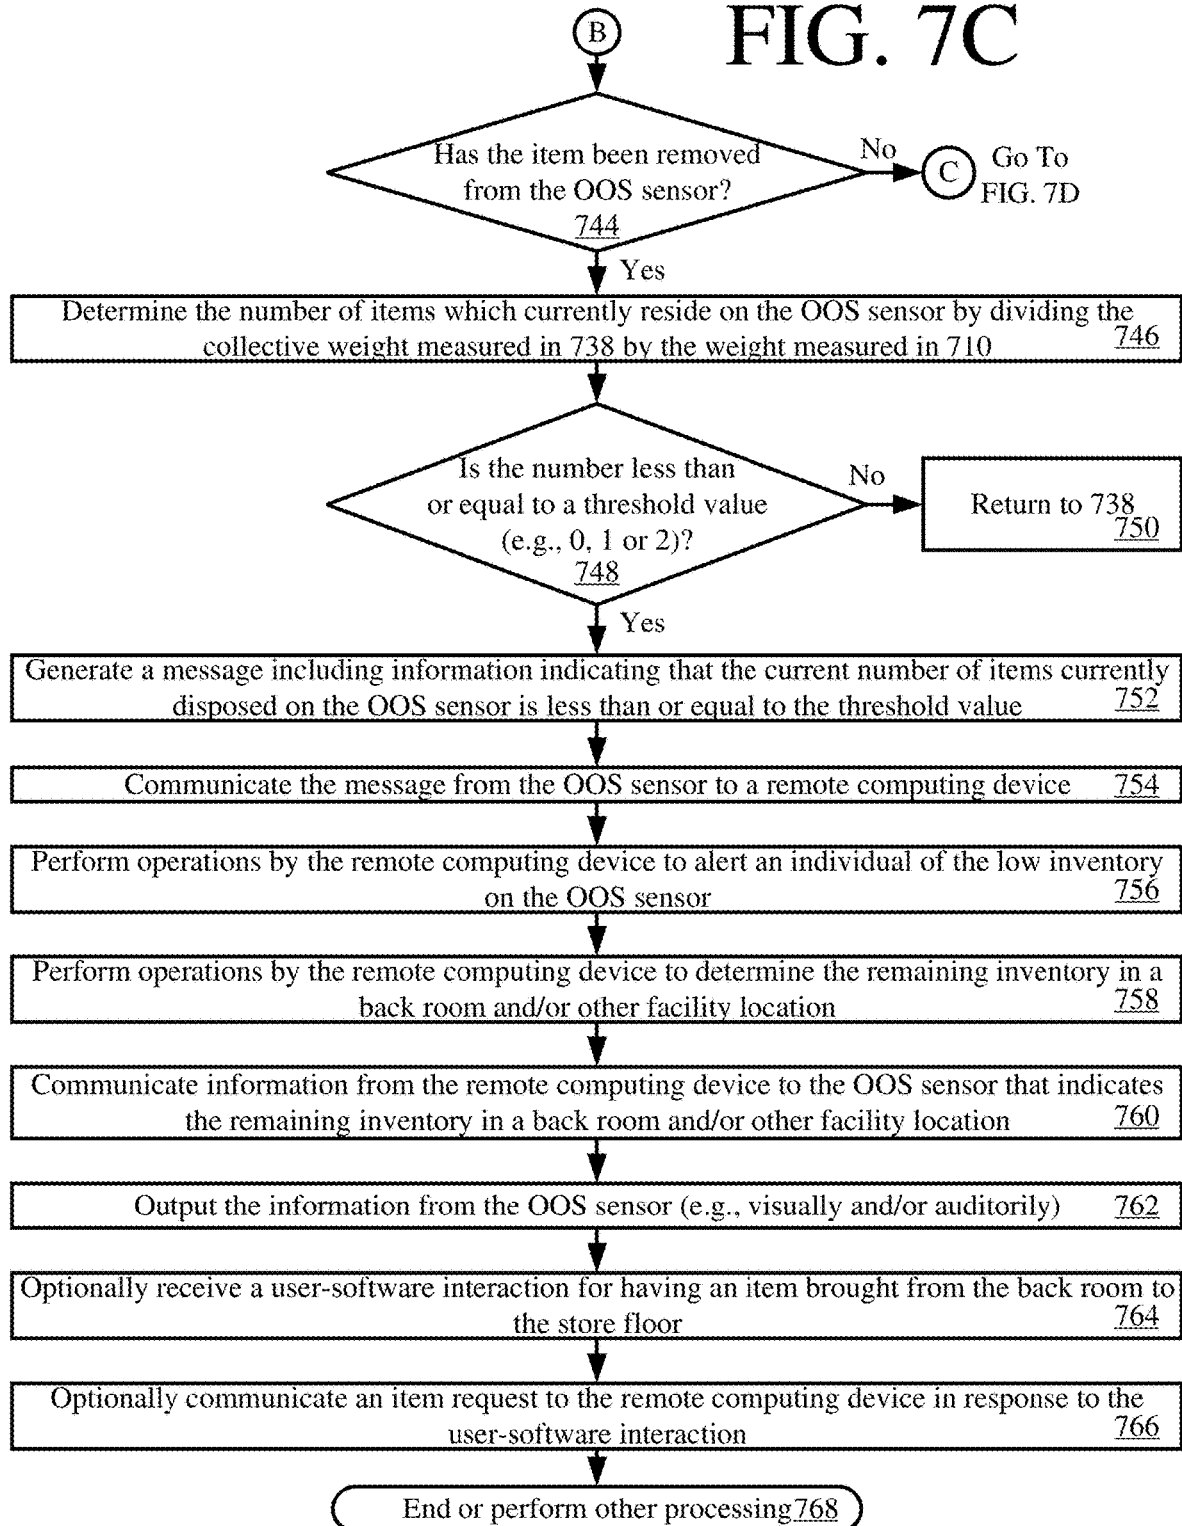 FIG. 7C
B
Has the item been removed
from the OOS sensor?
744
No
C
Go To
FIG. 7D
Yes
Determine the number of items which currently reside on the OOS sensor by dividing the
collective weight measured in 738 by the weight measured in 710
746
Is the number less than
or equal to a threshold value
(e.g., 0, 1 or 2)?
748
No
Return to 738
750
Yes
Generate a message including information indicating that the current number of items currently
disposed on the OOS sensor is less than or equal to the threshold value
752
Communicate the message from the OOS sensor to a remote computing device 754
Perform operations by the remote computing device to alert an individual of the low inventory
on the OOS sensor
756
Perform operations by the remote computing device to determine the remaining inventory in a
back room and/or other facility location
758
Communicate information from the remote computing device to the OOS sensor that indicates
the remaining inventory in a back room and/or other facility location
760
Output the information from the OOS sensor (e.g., visually and/or auditorily) 762
Optionally receive a user-software interaction for having an item brought from the back room to
the store floor
764
Optionally communicate an item request to the remote computing device in response to the
user-software interaction
766
End or perform other processing 768